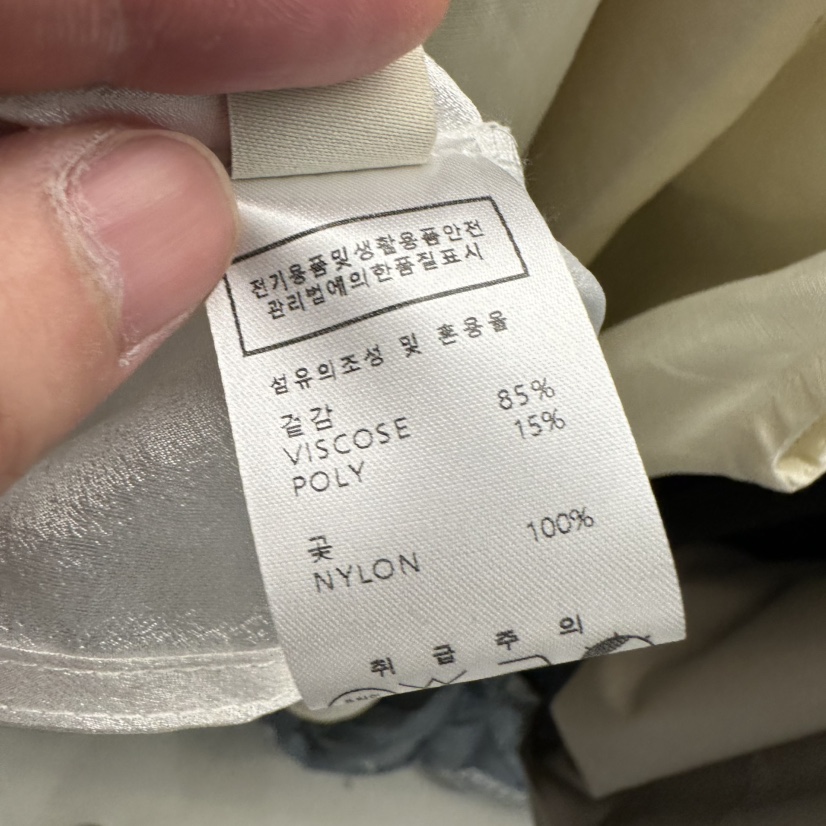 전기용품및생활용품안전
관리법에의한품질표시
섬유의조성 및 혼용율
겉감
VISCOSE 85%
POLY 15%
꽃
NYLON 100%
취 급 주 의